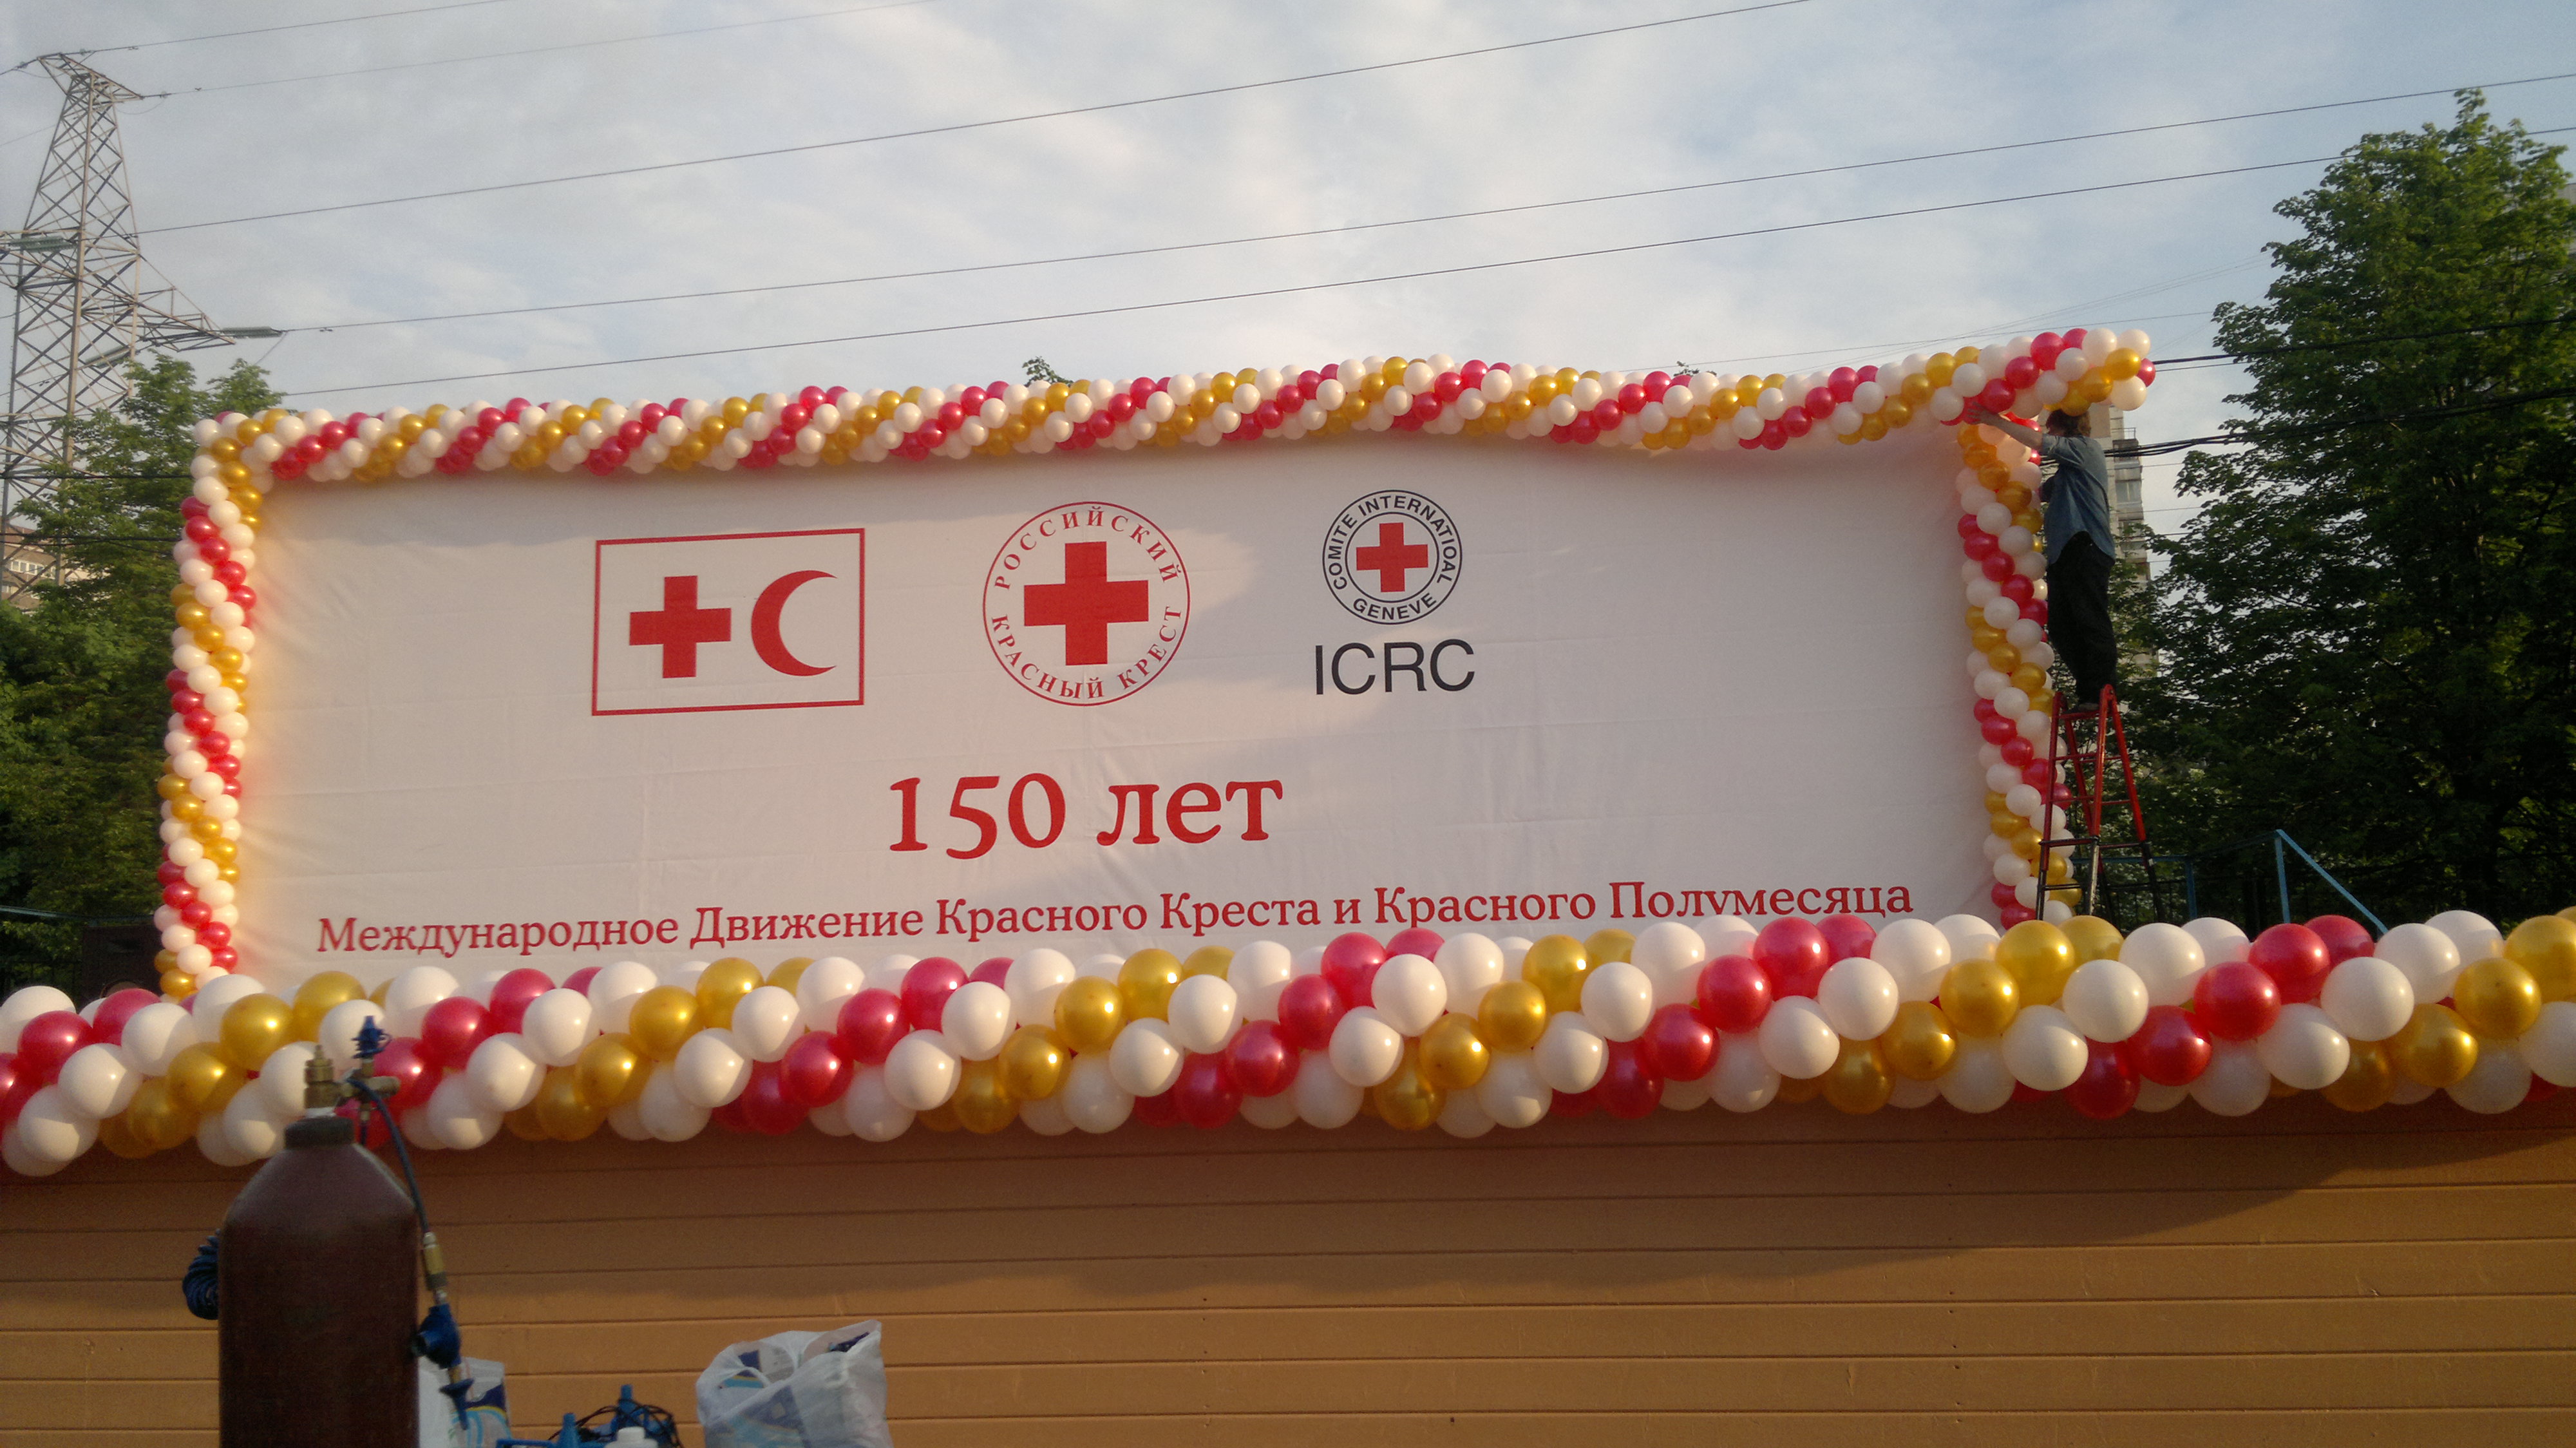 РОССИЙСКИЙ
КРАСНЫЙ КРЕСТ
COMITE INTERNATIONAL
GENEVE
ICRC
150 лет
Международное Движение Красного Креста и Красного Полумесяца